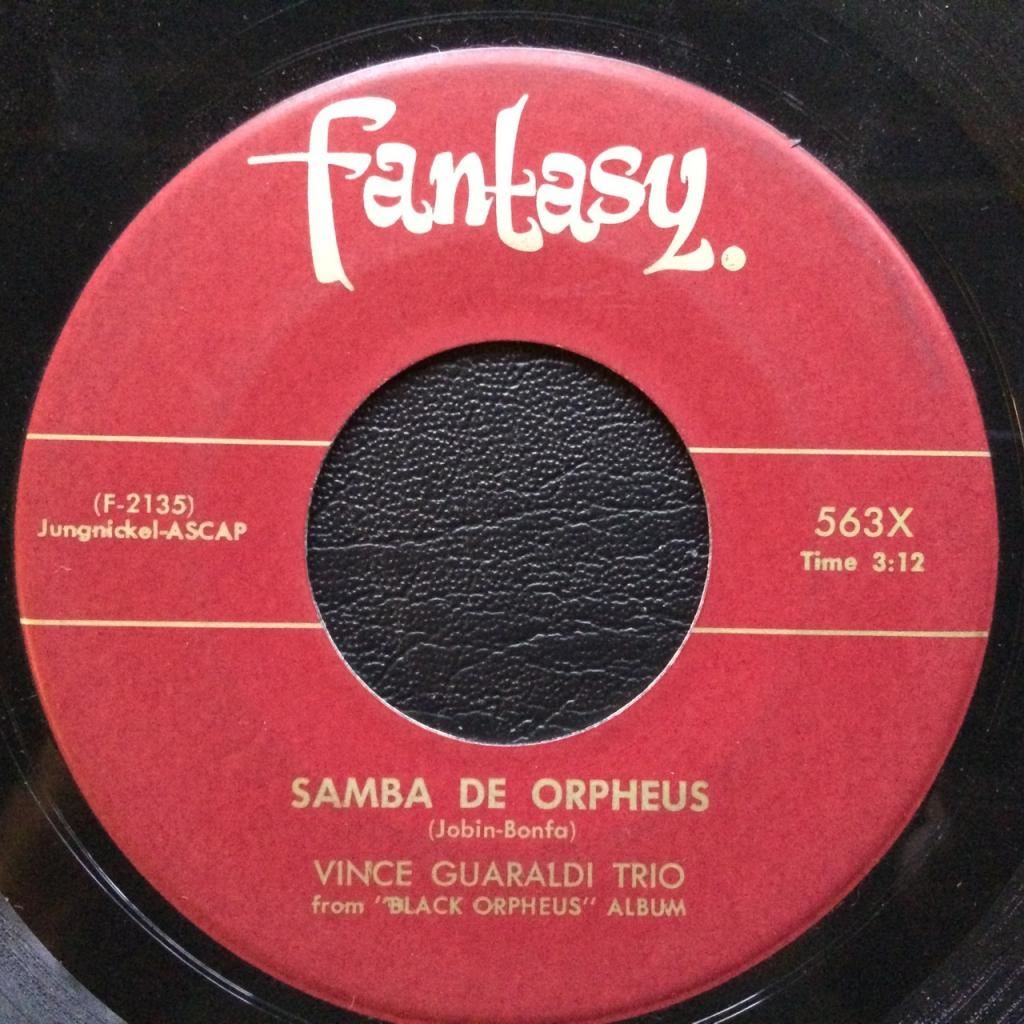 fantasy.
(F-2135)
Jungnickel-ASCAP
563X
Time 3:12
SAMBA DE ORPHEUS
(Jobin-Bonfa)
VINCE GUARALDI TRIO
from "BLACK ORPHEUS" ALBUM